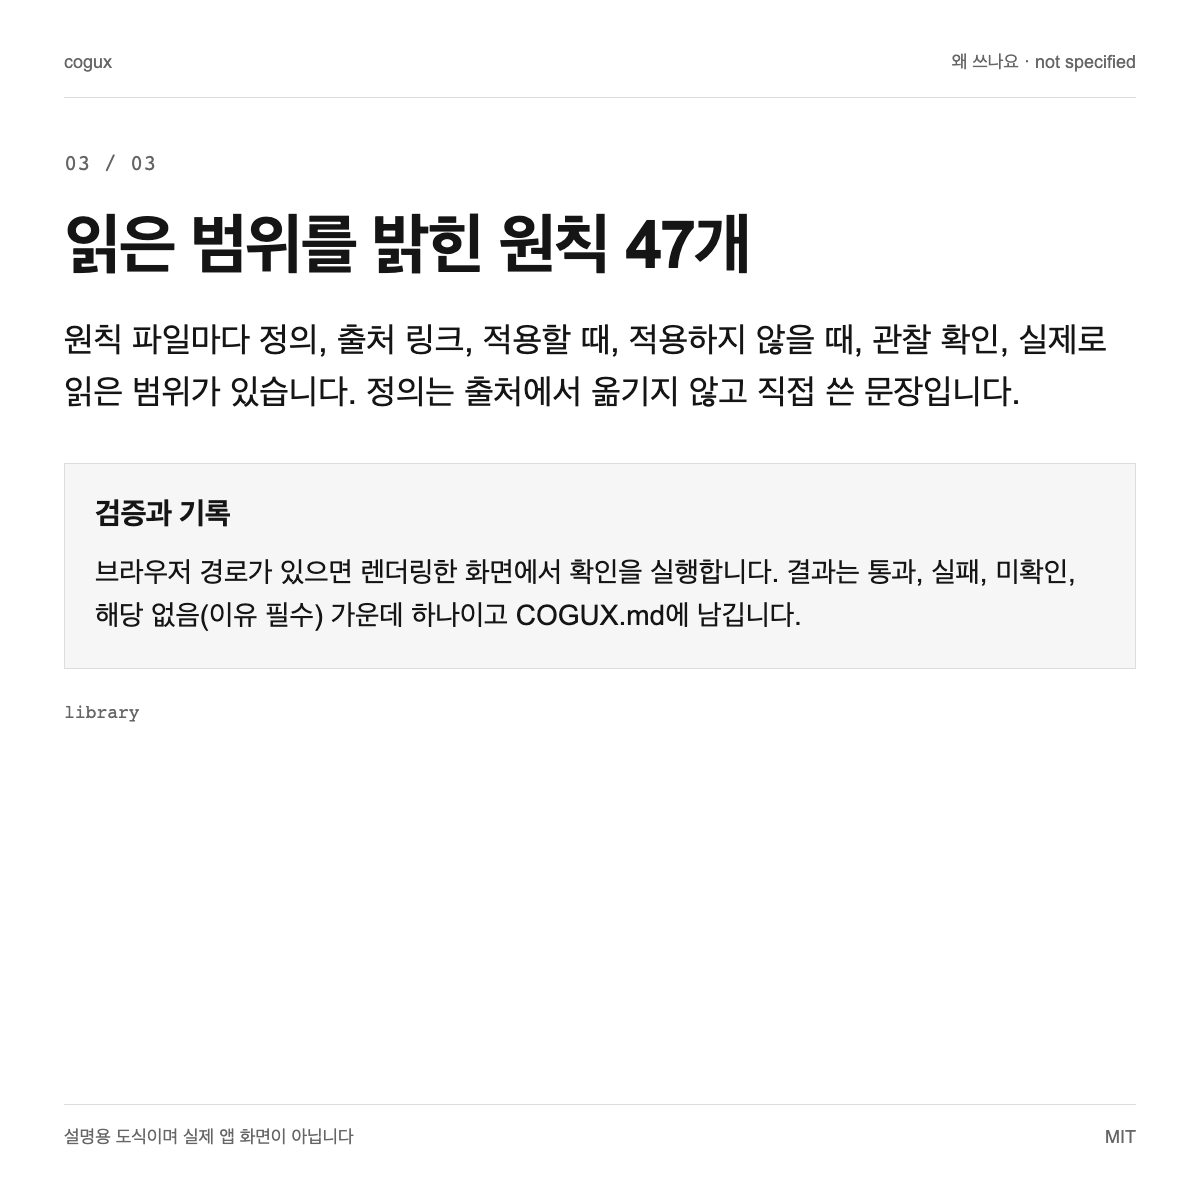 cogux
왜 쓰나요 · not specified
03 / 03
읽은 범위를 밝힌 원칙 47개
원칙 파일마다 정의, 출처 링크, 적용할 때, 적용하지 않을 때, 관찰 확인, 실제로
읽은 범위가 있습니다. 정의는 출처에서 옮기지 않고 직접 쓴 문장입니다.
검증과 기록
브라우저 경로가 있으면 렌더링한 화면에서 확인을 실행합니다. 결과는 통과, 실패, 미확인,
해당 없음(이유 필수) 가운데 하나이고 COGUX.md에 남깁니다.
library
설명용 도식이며 실제 앱 화면이 아닙니다
MIT